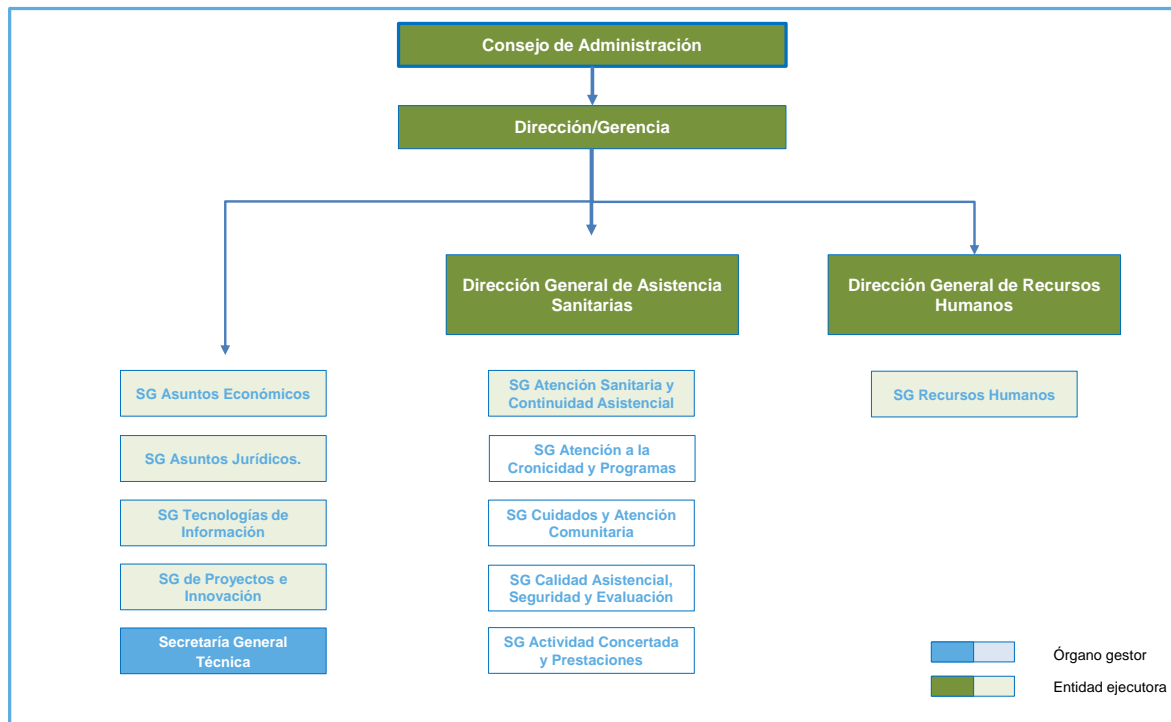 Consejo de Administración
Dirección/Gerencia
Dirección General de Asistencia
Sanitarias
Dirección General de Recursos
Humanos
SG Asuntos Económicos
SG Asuntos Jurídicos.
SG Tecnologías de
Información
SG de Proyectos e
Innovación
Secretaría General
Técnica
SG Atención Sanitaria y
Continuidad Asistencial
SG Atención a la
Cronicidad y Programas
SG Cuidados y Atención
Comunitaria
SG Calidad Asistencial,
Seguridad y Evaluación
SG Actividad Concertada
y Prestaciones
SG Recursos Humanos
Órgano gestor
Entidad ejecutora